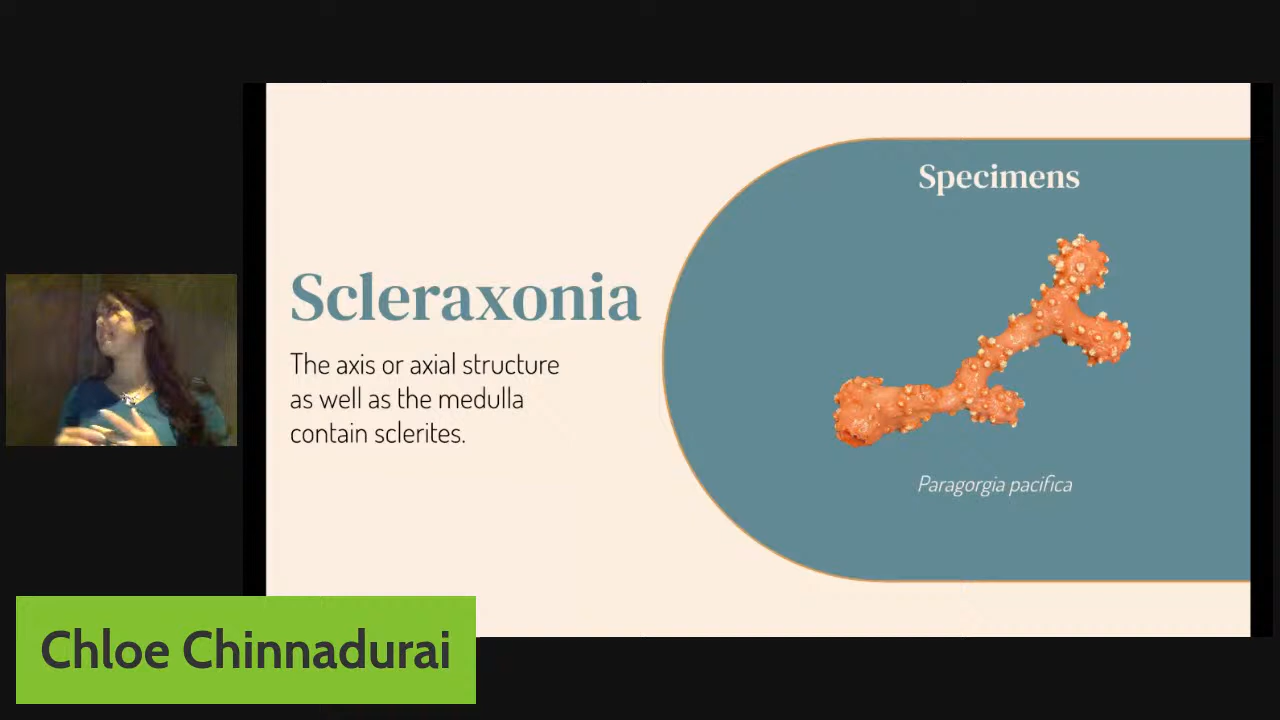 Specimens
Scleraxonia
The axis or axial structure
as well as the medulla
contain sclerites.
Paragorgia pacifica
Chloe Chinnadurai